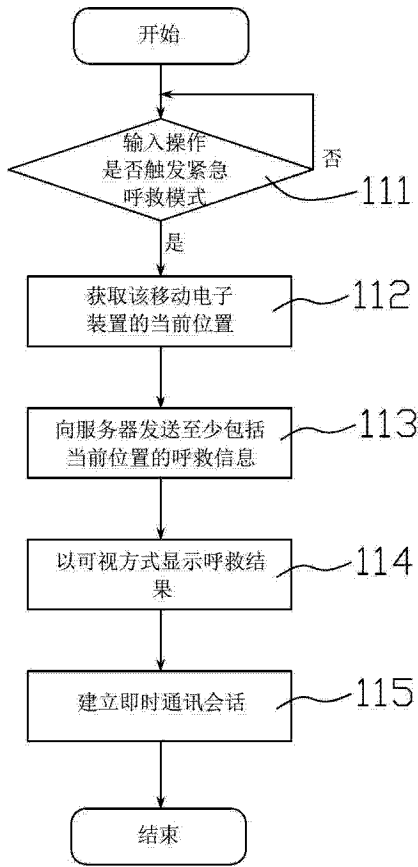 开始
输入操作
是否触发紧急
呼救模式
否
111
是
获取该移动电子
装置的当前位置
112
向服务器发送至少包括
当前位置的呼救信息
113
以可视方式显示呼救结
果
114
建立即时通讯会话
115
结束